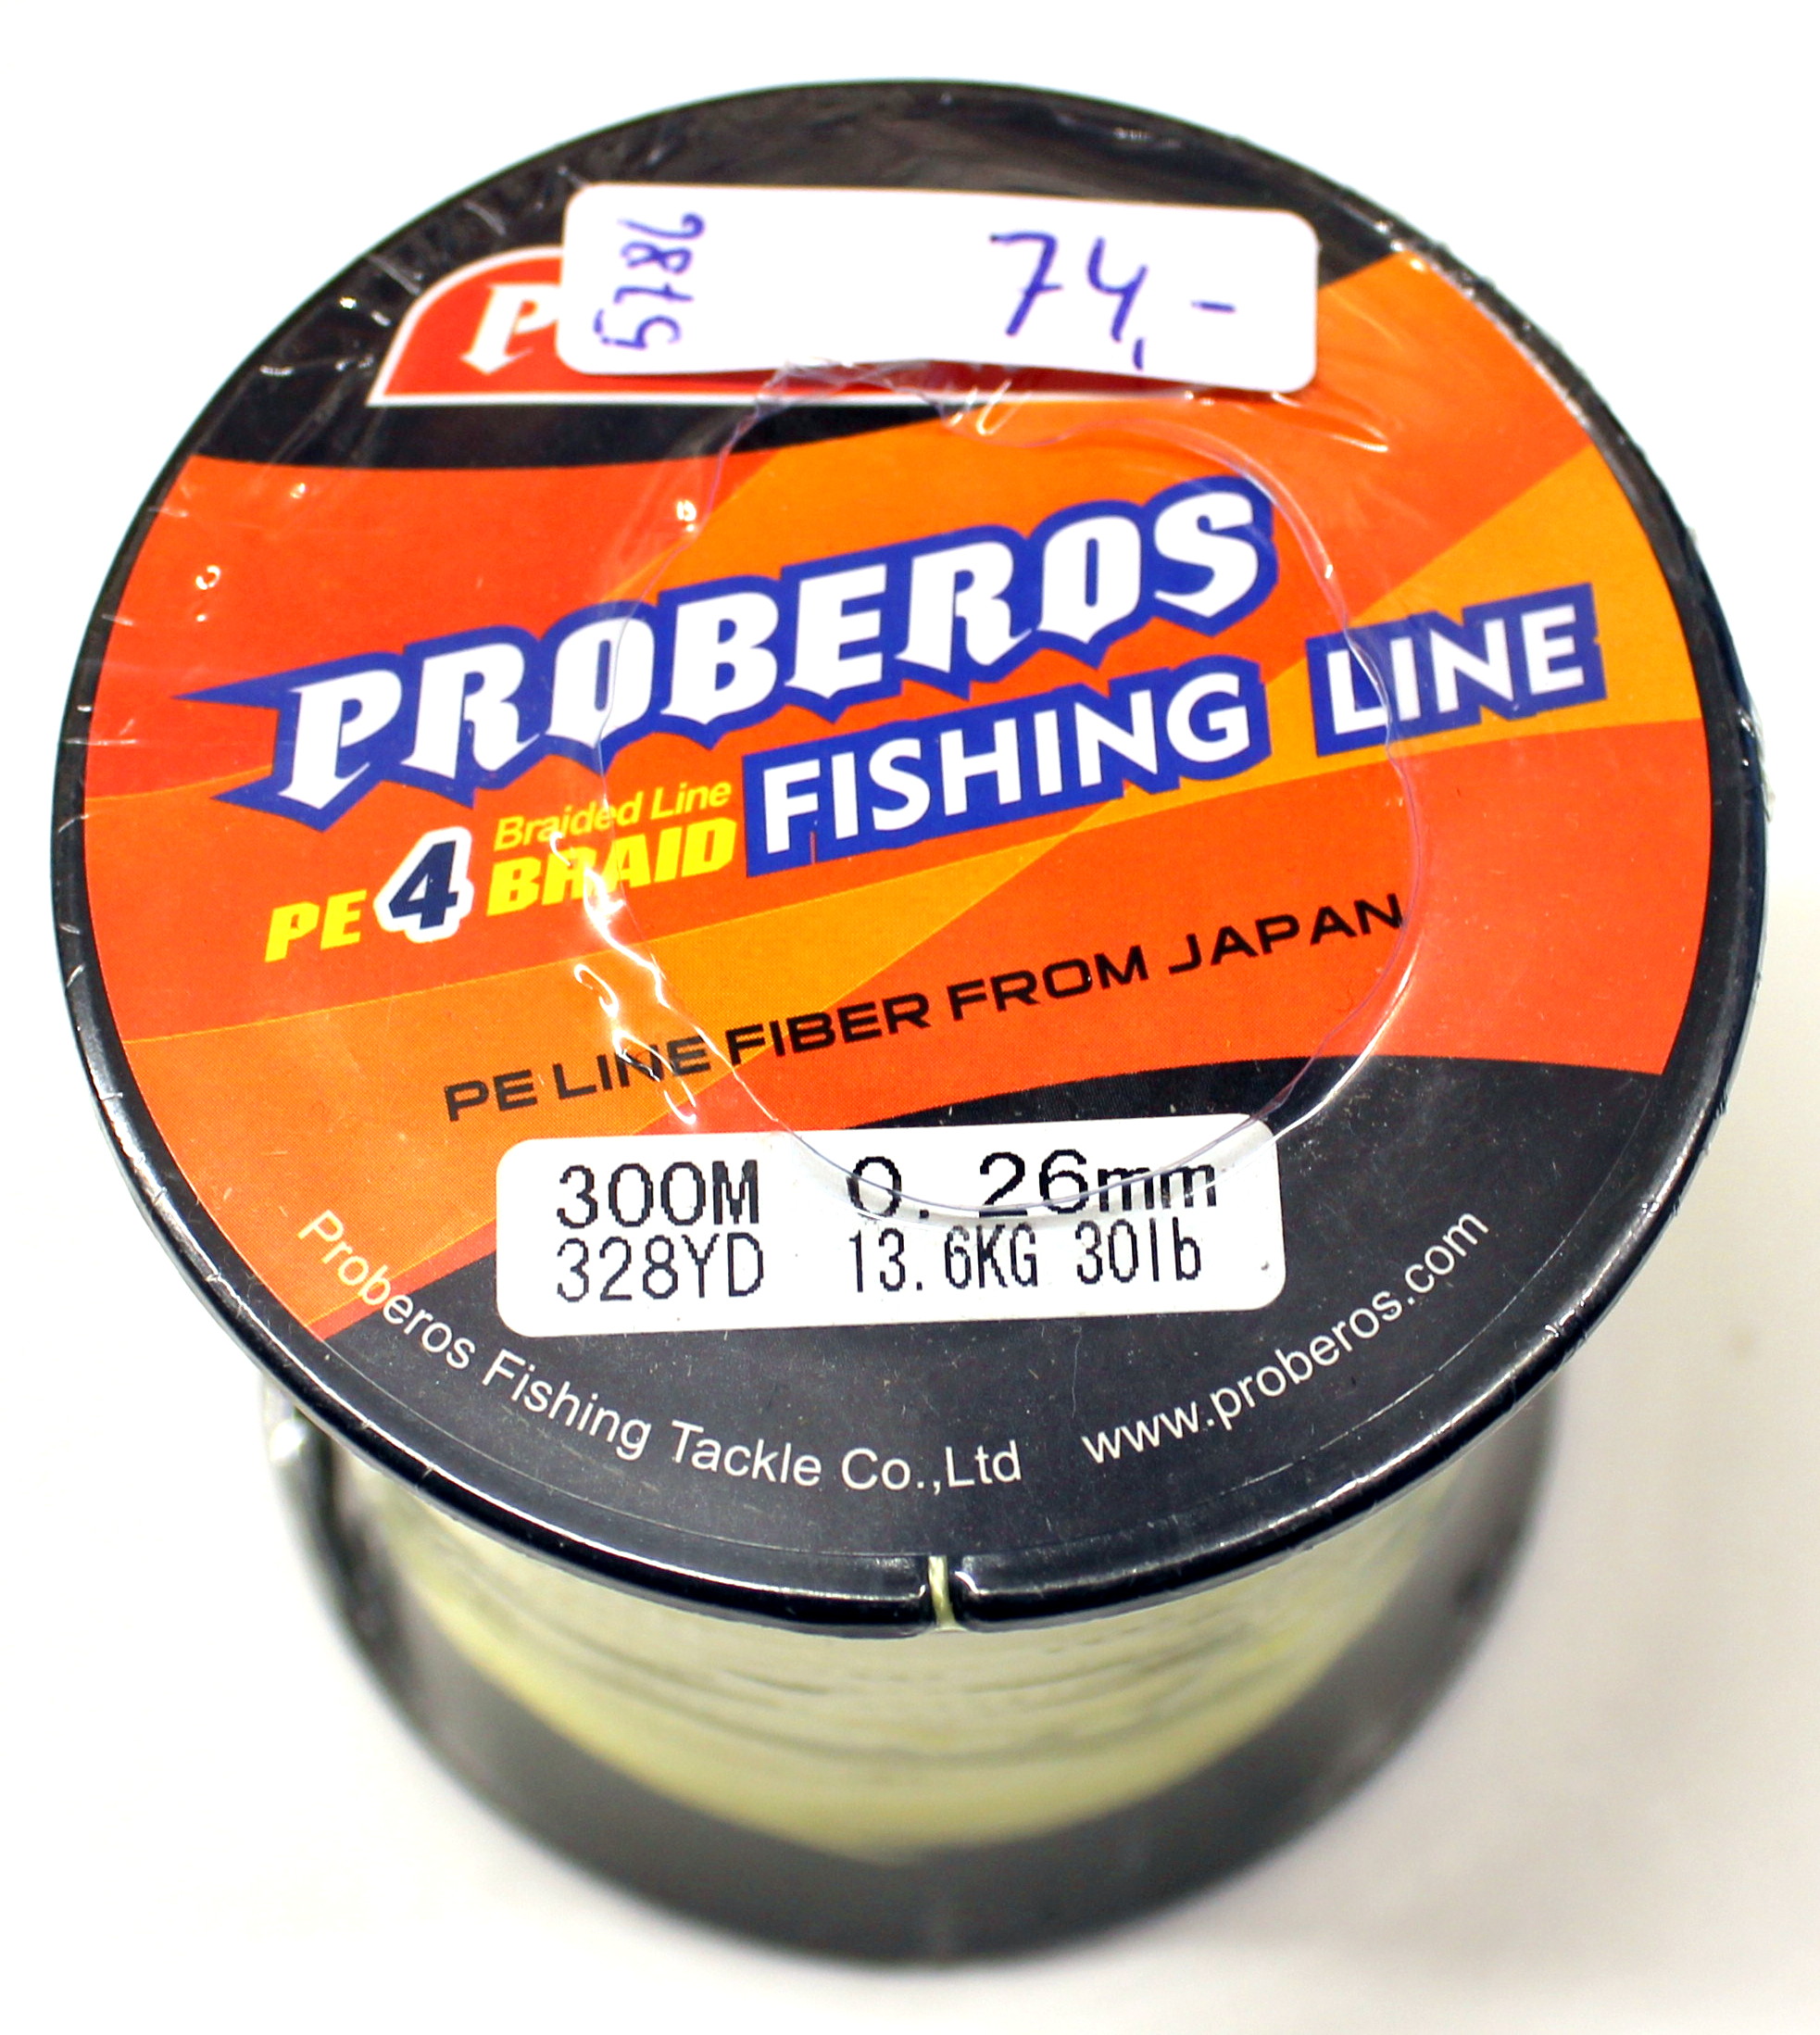 5786
74,-
PROBEROS
FISHING LINE
Braided Line
PE 4 BRAID
PE LINE FIBER FROM JAPAN
300M 0.26mm
328YD 13.6KG 30lb
Proberos Fishing Tackle Co.,Ltd www.proberos.com